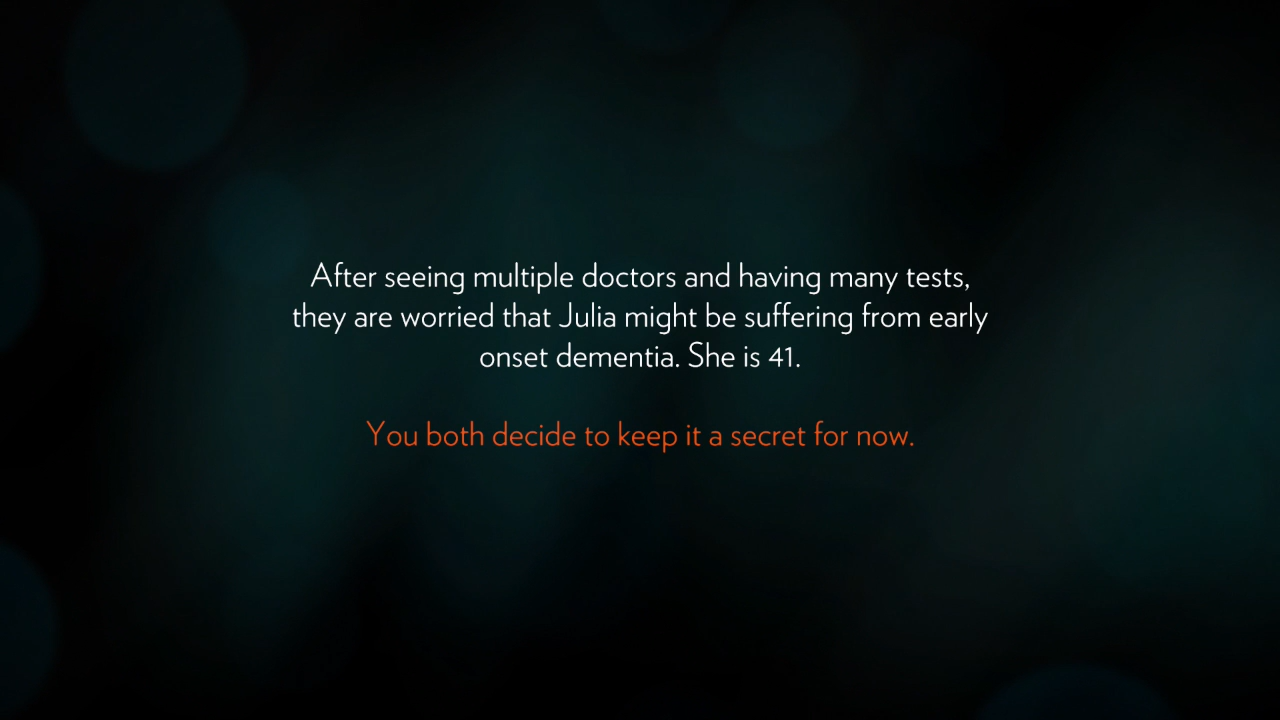 After seeing multiple doctors and having many tests,
they are worried that Julia might be suffering from early
onset dementia. She is 41.
You both decide to keep it a secret for now.